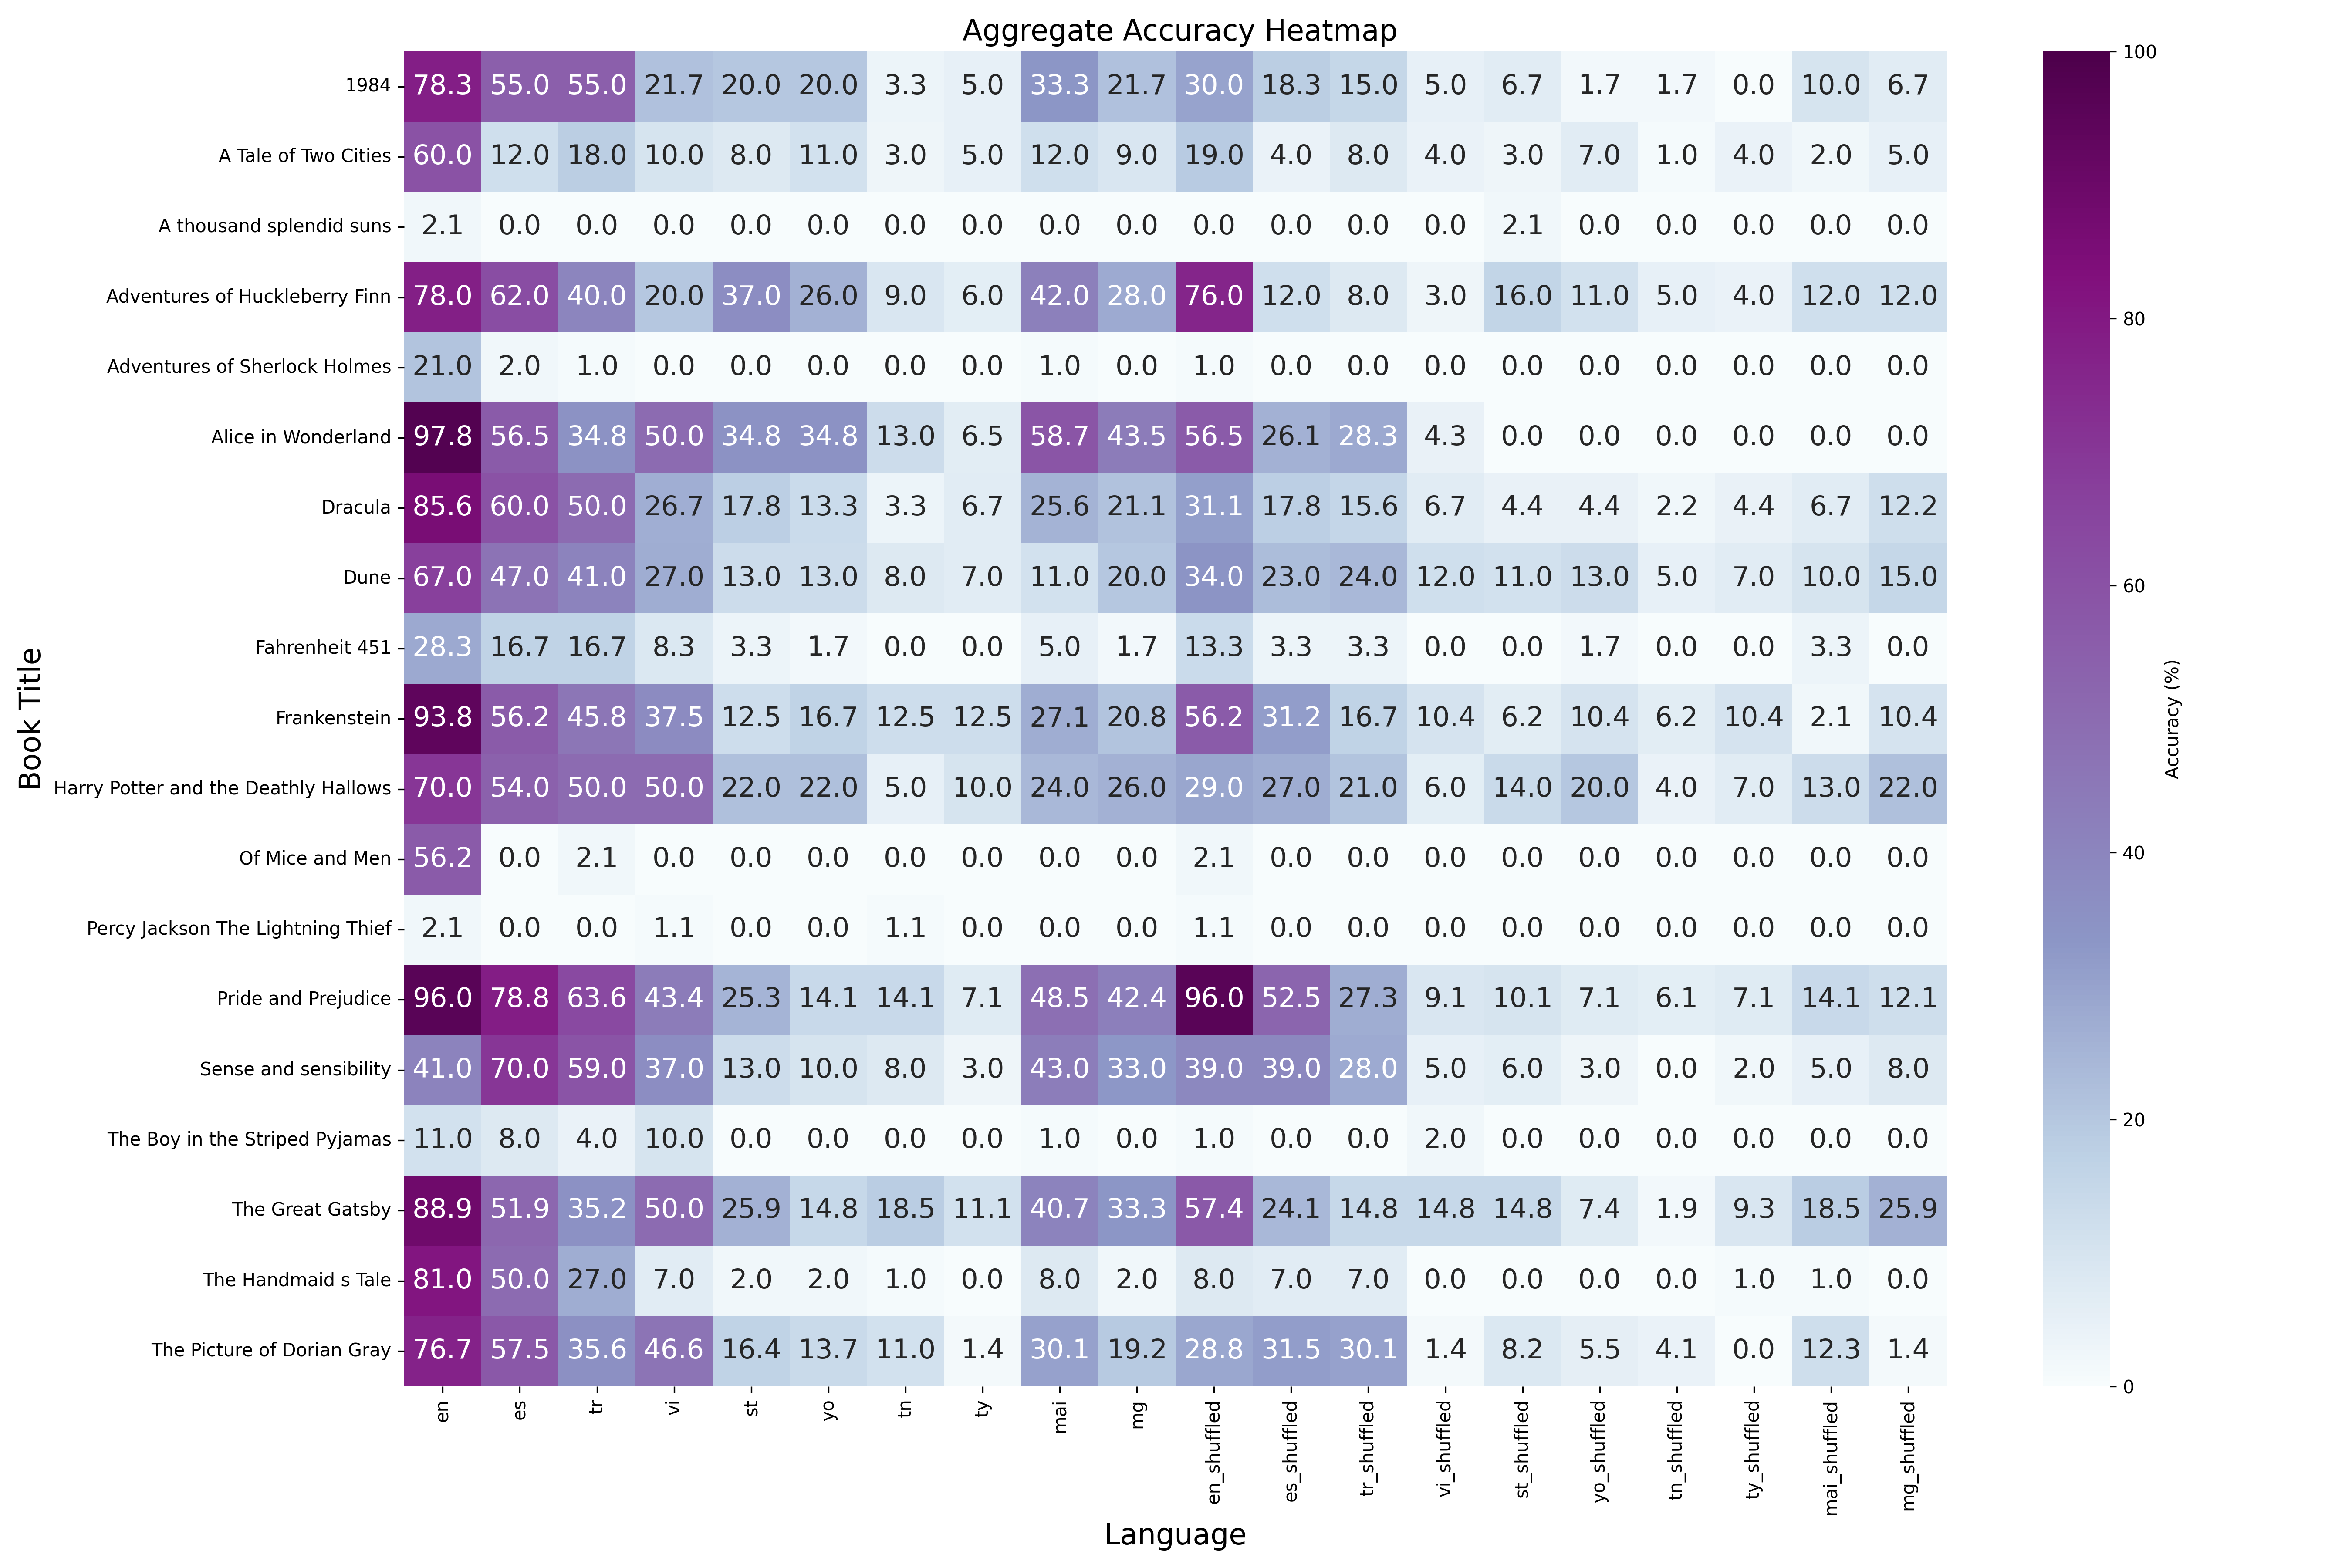 Aggregate Accuracy Heatmap
1984 78.3 55.0 55.0 21.7 20.0 20.0 3.3 5.0 33.3 21.7 30.0 18.3 15.0 5.0 6.7 1.7 1.7 0.0 10.0 6.7
A Tale of Two Cities 60.0 12.0 18.0 10.0 8.0 11.0 3.0 5.0 12.0 9.0 19.0 4.0 8.0 4.0 3.0 7.0 1.0 4.0 2.0 5.0
A thousand splendid suns 2.1 0.0 0.0 0.0 0.0 0.0 0.0 0.0 0.0 0.0 0.0 0.0 0.0 0.0 2.1 0.0 0.0 0.0 0.0 0.0
Adventures of Huckleberry Finn 78.0 62.0 40.0 20.0 37.0 26.0 9.0 6.0 42.0 28.0 76.0 12.0 8.0 3.0 16.0 11.0 5.0 4.0 12.0 12.0
Adventures of Sherlock Holmes 21.0 2.0 1.0 0.0 0.0 0.0 0.0 0.0 1.0 0.0 1.0 0.0 0.0 0.0 0.0 0.0 0.0 0.0 0.0 0.0
Alice in Wonderland 97.8 56.5 34.8 50.0 34.8 34.8 13.0 6.5 58.7 43.5 56.5 26.1 28.3 4.3 0.0 0.0 0.0 0.0 0.0 0.0
Dracula 85.6 60.0 50.0 26.7 17.8 13.3 3.3 6.7 25.6 21.1 31.1 17.8 15.6 6.7 4.4 4.4 2.2 4.4 6.7 12.2
Dune 67.0 47.0 41.0 27.0 13.0 13.0 8.0 7.0 11.0 20.0 34.0 23.0 24.0 12.0 11.0 13.0 5.0 7.0 10.0 15.0
Fahrenheit 451 28.3 16.7 16.7 8.3 3.3 1.7 0.0 0.0 5.0 1.7 13.3 3.3 3.3 0.0 0.0 1.7 0.0 0.0 3.3 0.0
Frankenstein 93.8 56.2 45.8 37.5 12.5 16.7 12.5 12.5 27.1 20.8 56.2 31.2 16.7 10.4 6.2 10.4 6.2 10.4 2.1 10.4
Harry Potter and the Deathly Hallows 70.0 54.0 50.0 50.0 22.0 22.0 5.0 10.0 24.0 26.0 29.0 27.0 21.0 6.0 14.0 20.0 4.0 7.0 13.0 22.0
Of Mice and Men 56.2 0.0 2.1 0.0 0.0 0.0 0.0 0.0 0.0 0.0 2.1 0.0 0.0 0.0 0.0 0.0 0.0 0.0 0.0 0.0
Percy Jackson The Lightning Thief 2.1 0.0 0.0 1.1 0.0 0.0 1.1 0.0 0.0 0.0 1.1 0.0 0.0 0.0 0.0 0.0 0.0 0.0 0.0 0.0
Pride and Prejudice 96.0 78.8 63.6 43.4 25.3 14.1 14.1 7.1 48.5 42.4 96.0 52.5 27.3 9.1 10.1 7.1 6.1 7.1 14.1 12.1
Sense and sensibility 41.0 70.0 59.0 37.0 13.0 10.0 8.0 3.0 43.0 33.0 39.0 39.0 28.0 5.0 6.0 3.0 0.0 2.0 5.0 8.0
The Boy in the Striped Pyjamas 11.0 8.0 4.0 10.0 0.0 0.0 0.0 0.0 1.0 0.0 1.0 0.0 0.0 2.0 0.0 0.0 0.0 0.0 0.0 0.0
The Great Gatsby 88.9 51.9 35.2 50.0 25.9 14.8 18.5 11.1 40.7 33.3 57.4 24.1 14.8 14.8 14.8 7.4 1.9 9.3 18.5 25.9
The Handmaid s Tale 81.0 50.0 27.0 7.0 2.0 2.0 1.0 0.0 8.0 2.0 8.0 7.0 7.0 0.0 0.0 0.0 0.0 1.0 1.0 0.0
The Picture of Dorian Gray 76.7 57.5 35.6 46.6 16.4 13.7 11.0 1.4 30.1 19.2 28.8 31.5 30.1 1.4 8.2 5.5 4.1 0.0 12.3 1.4
en es tr vi st yo tn ty mai mg en_shuffled es_shuffled tr_shuffled vi_shuffled st_shuffled yo_shuffled tn_shuffled ty_shuffled mai_shuffled mg_shuffled
Language
Book Title
100
80
60
40
20
0
Accuracy (%)